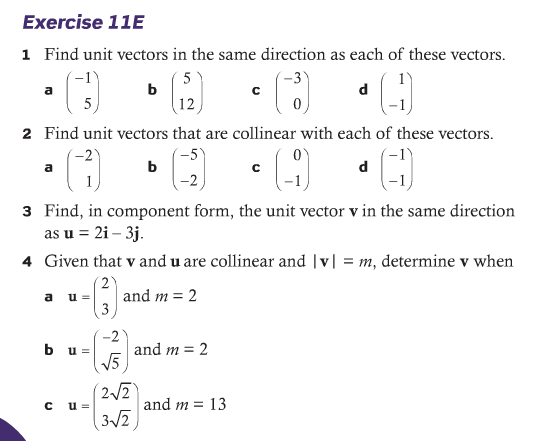 Exercise 11E
1 Find unit vectors in the same direction as each of these vectors.
a (−1 5) b (5 12) c (−3 0) d (1 −1)
2 Find unit vectors that are collinear with each of these vectors.
a (−2 1) b (−5 −2) c (0 −1) d (−1 −1)
3 Find, in component form, the unit vector v in the same direction
as u = 2i – 3j.
4 Given that v and u are collinear and |v| = m, determine v when
a u = (2 3) and m = 2
b u = (−2 √5) and m = 2
c u = (2√2 3√2) and m = 13